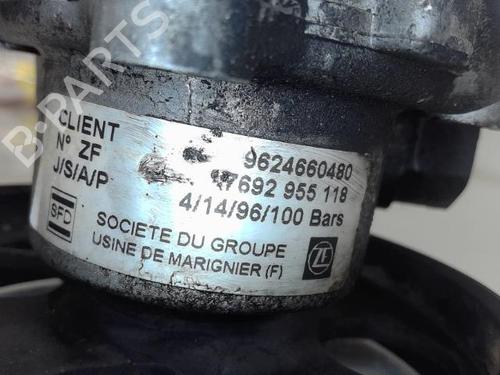 B-PARTS
CLIENT 9624660480
N° ZF 7692 955 118
J/S/A/P 4/14/96/100 Bars
SFD SOCIETE DU GROUPE ZF
USINE DE MARIGNIER (F)